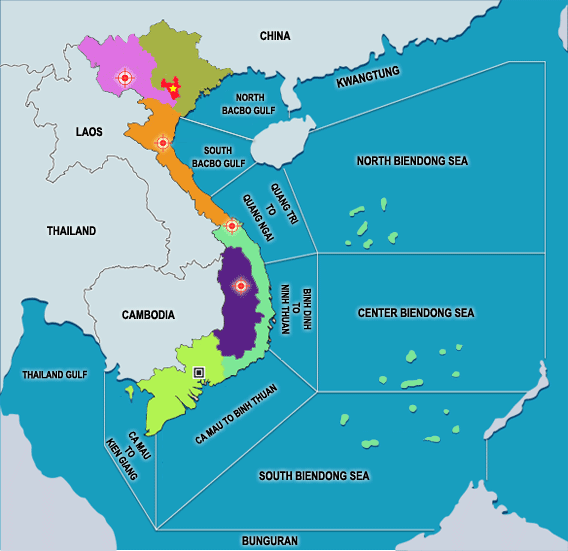 CHINA
KWANGTUNG
NORTH
BACBO GULF
LAOS
SOUTH
BACBO GULF
NORTH BIENDONG SEA
QUANG TRI
TO
QUANG NGAI
THAILAND
CAMBODIA
BINH DINH
TO
NINH THUAN
CENTER BIENDONG SEA
THAILAND GULF
CA MAU TO BINH THUAN
CA MAU
TO
KIEN GIANG
SOUTH BIENDONG SEA
BUNGURAN